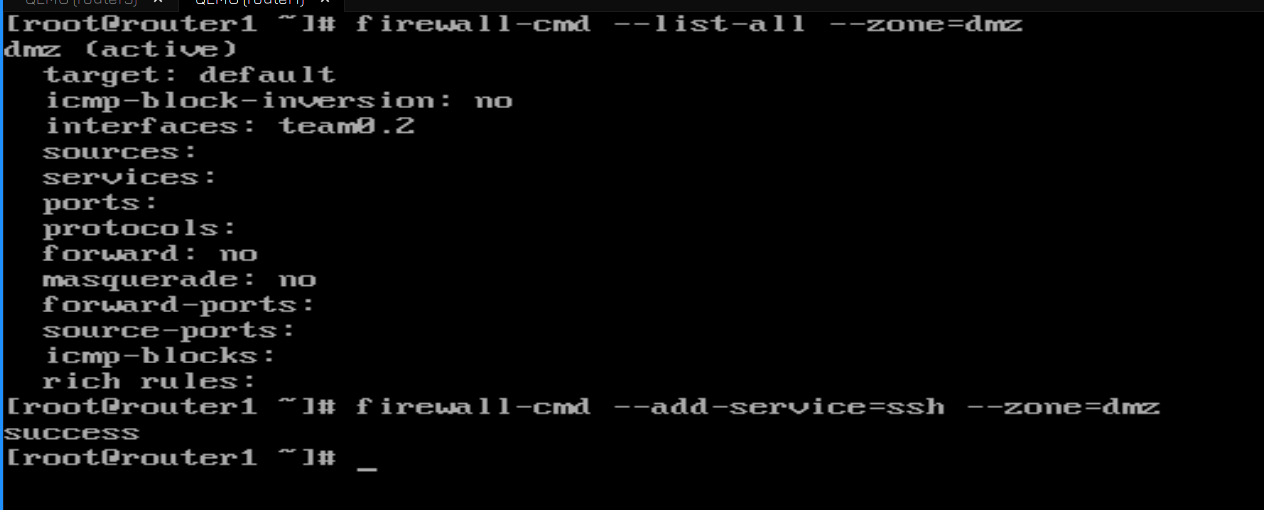 QEMU (router1)
[root@router1 ~]# firewall-cmd --list-all --zone=dmz
dmz (active)
  target: default
  icmp-block-inversion: no
  interfaces: team0.2
  sources:
  services:
  ports:
  protocols:
  forward: no
  masquerade: no
  forward-ports:
  source-ports:
  icmp-blocks:
  rich rules:
[root@router1 ~]# firewall-cmd --add-service=ssh --zone=dmz
success
[root@router1 ~]# _